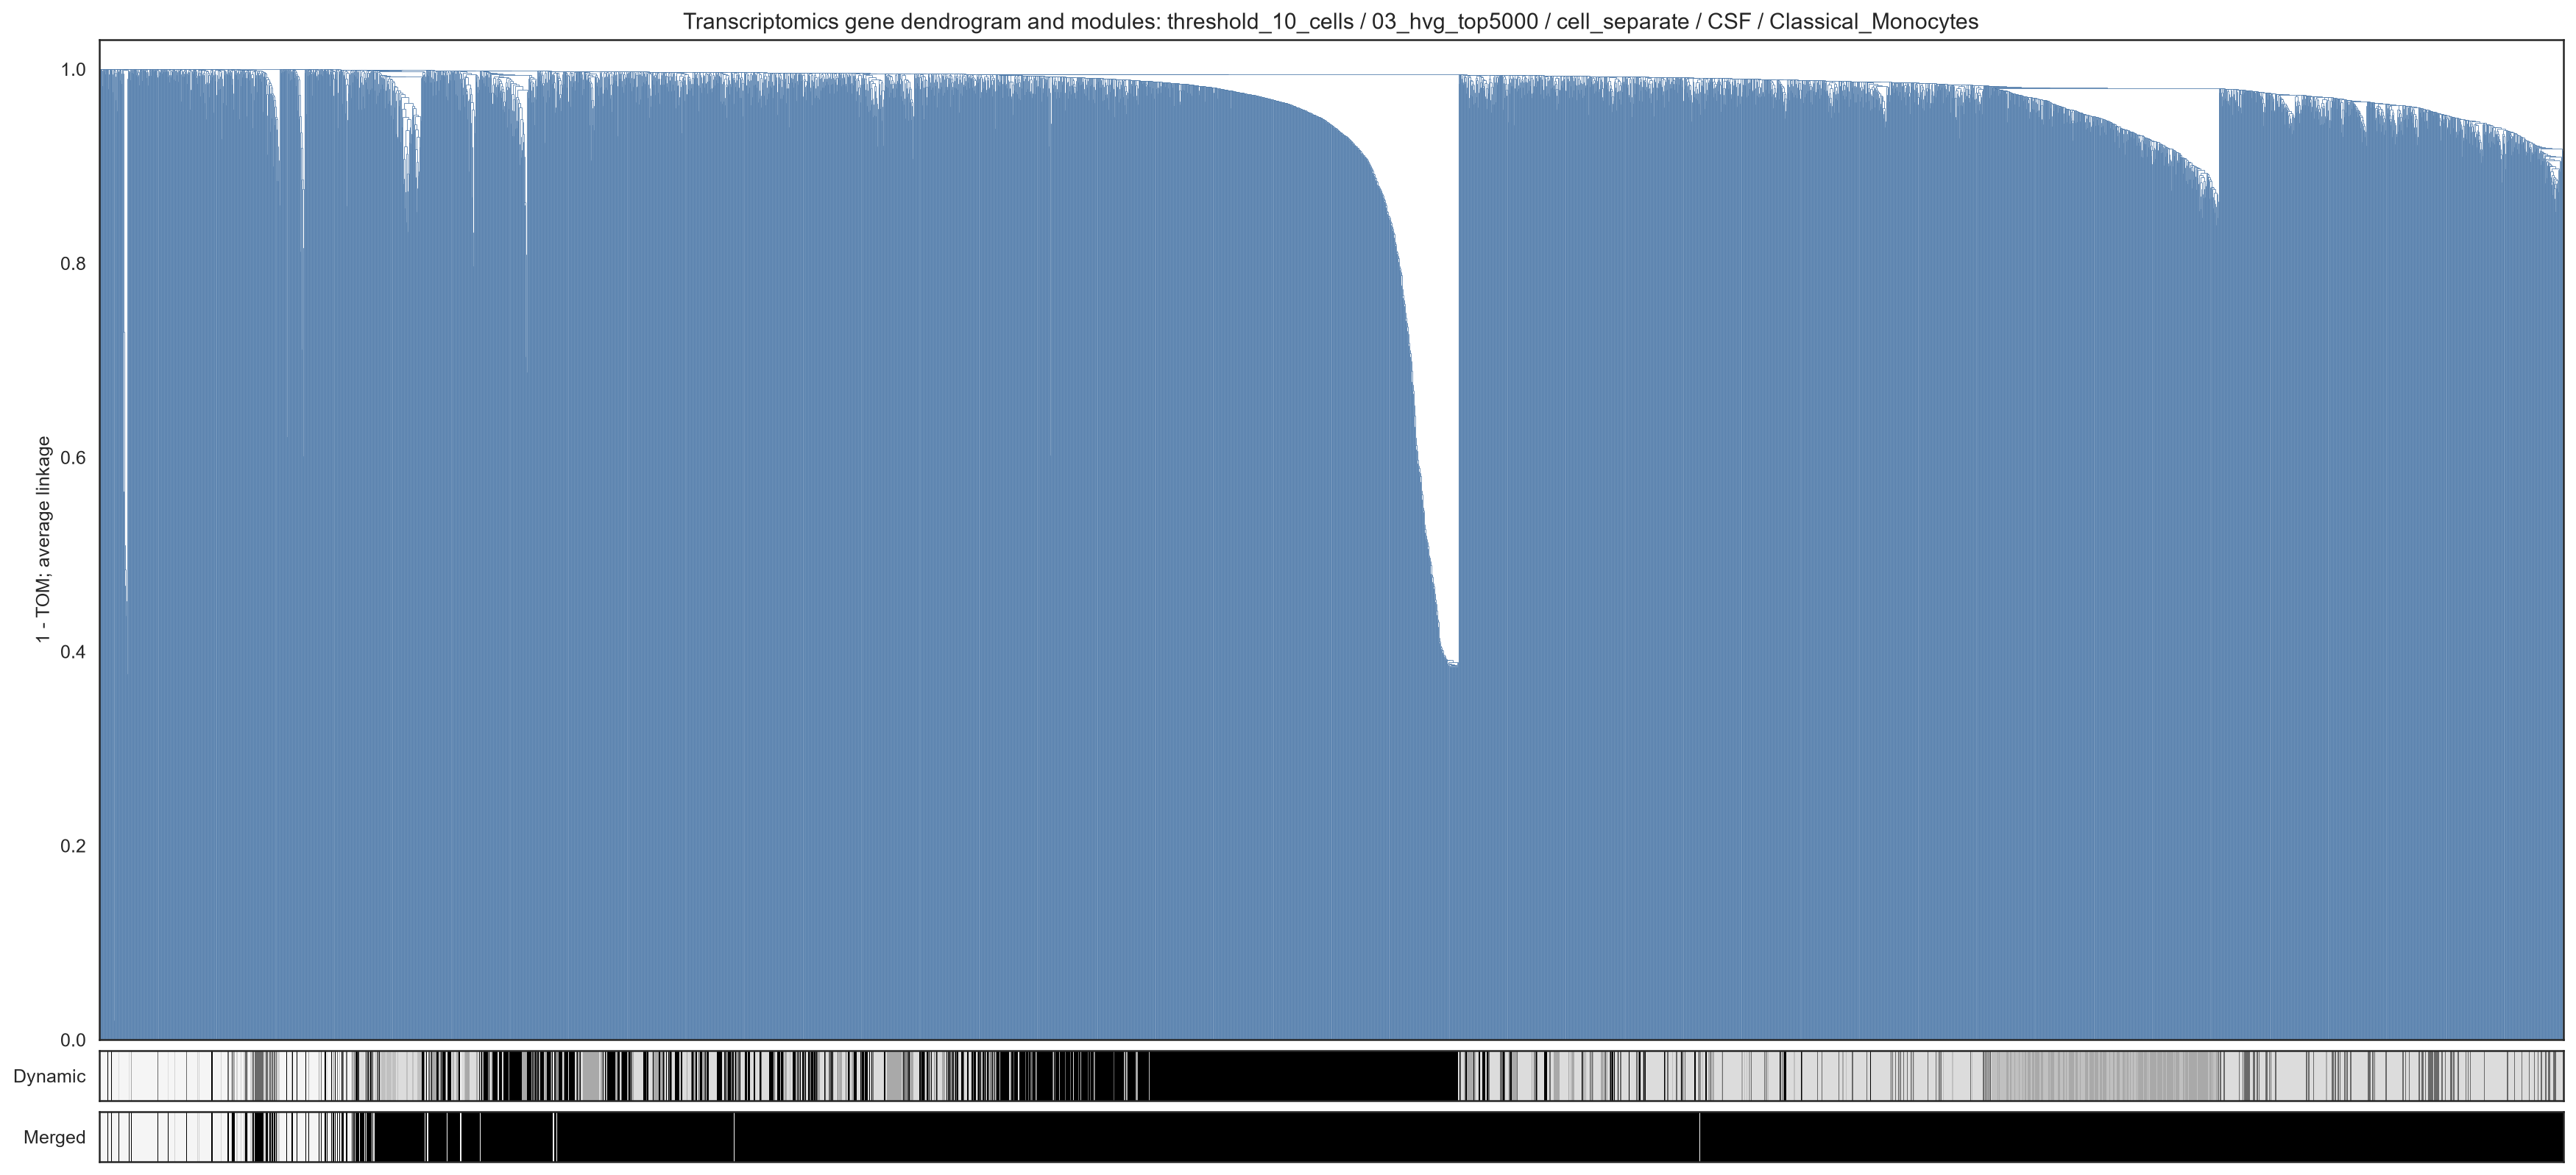 Transcriptomics gene dendrogram and modules: threshold_10_cells / 03_hvg_top5000 / cell_separate / CSF / Classical_Monocytes
1.0
0.8
0.6
0.4
0.2
0.0
1 - TOM; average linkage
Dynamic
Merged